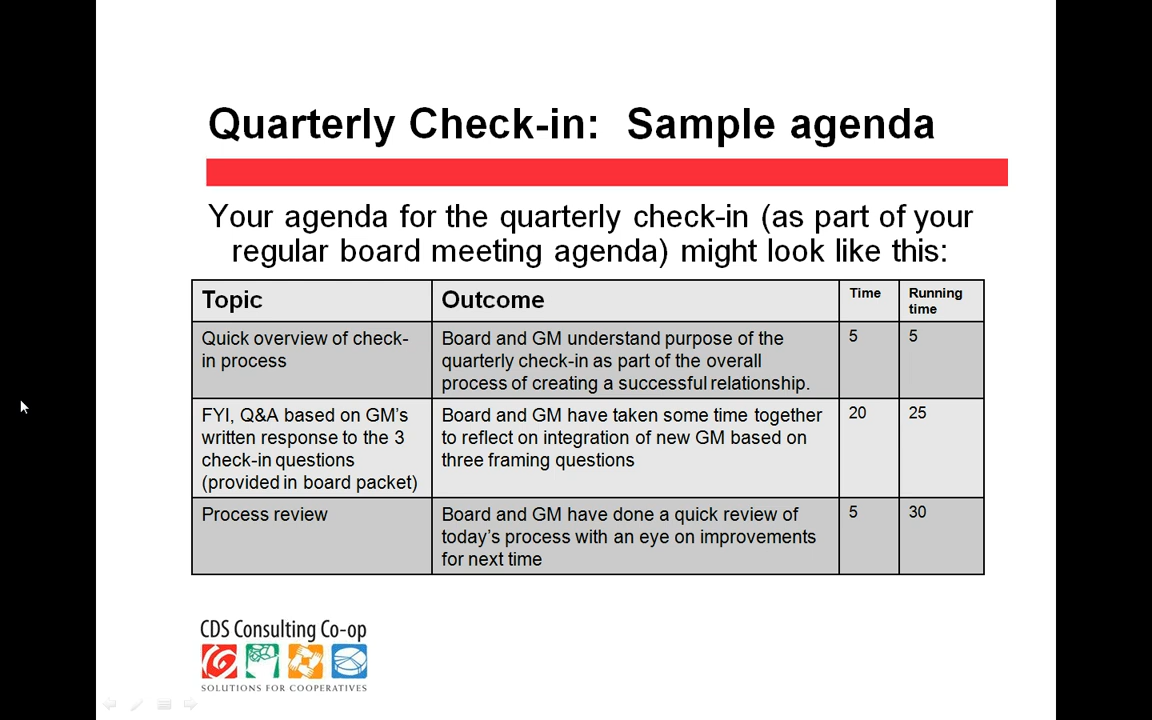 Quarterly Check-in:  Sample agenda
Your agenda for the quarterly check-in (as part of your
regular board meeting agenda) might look like this:
Topic Outcome Time Running
time
Quick overview of check-
in process
Board and GM understand purpose of the
quarterly check-in as part of the overall
process of creating a successful relationship.
5 5
FYI, Q&A based on GM’s
written response to the 3
check-in questions
(provided in board packet)
Board and GM have taken some time together
to reflect on integration of new GM based on
three framing questions
20 25
Process review
Board and GM have done a quick review of
today’s process with an eye on improvements
for next time
5 30
CDS Consulting Co-op
SOLUTIONS FOR COOPERATIVES